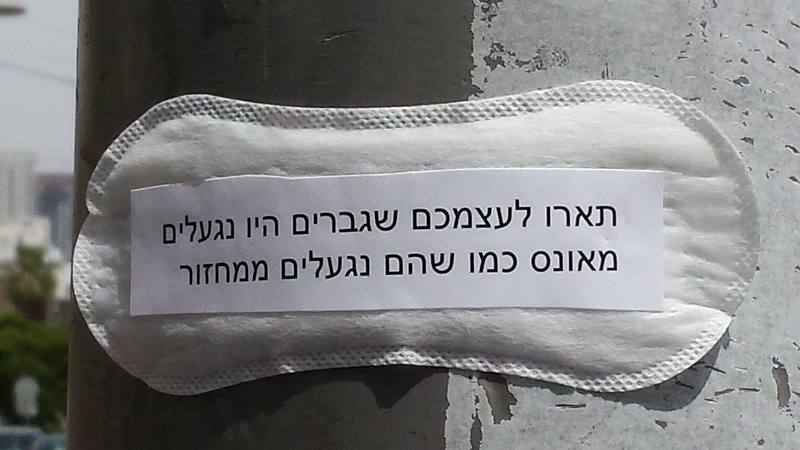 תארו לעצמכם שגברים היו נגעלים
מאונס כמו שהם נגעלים ממחזור